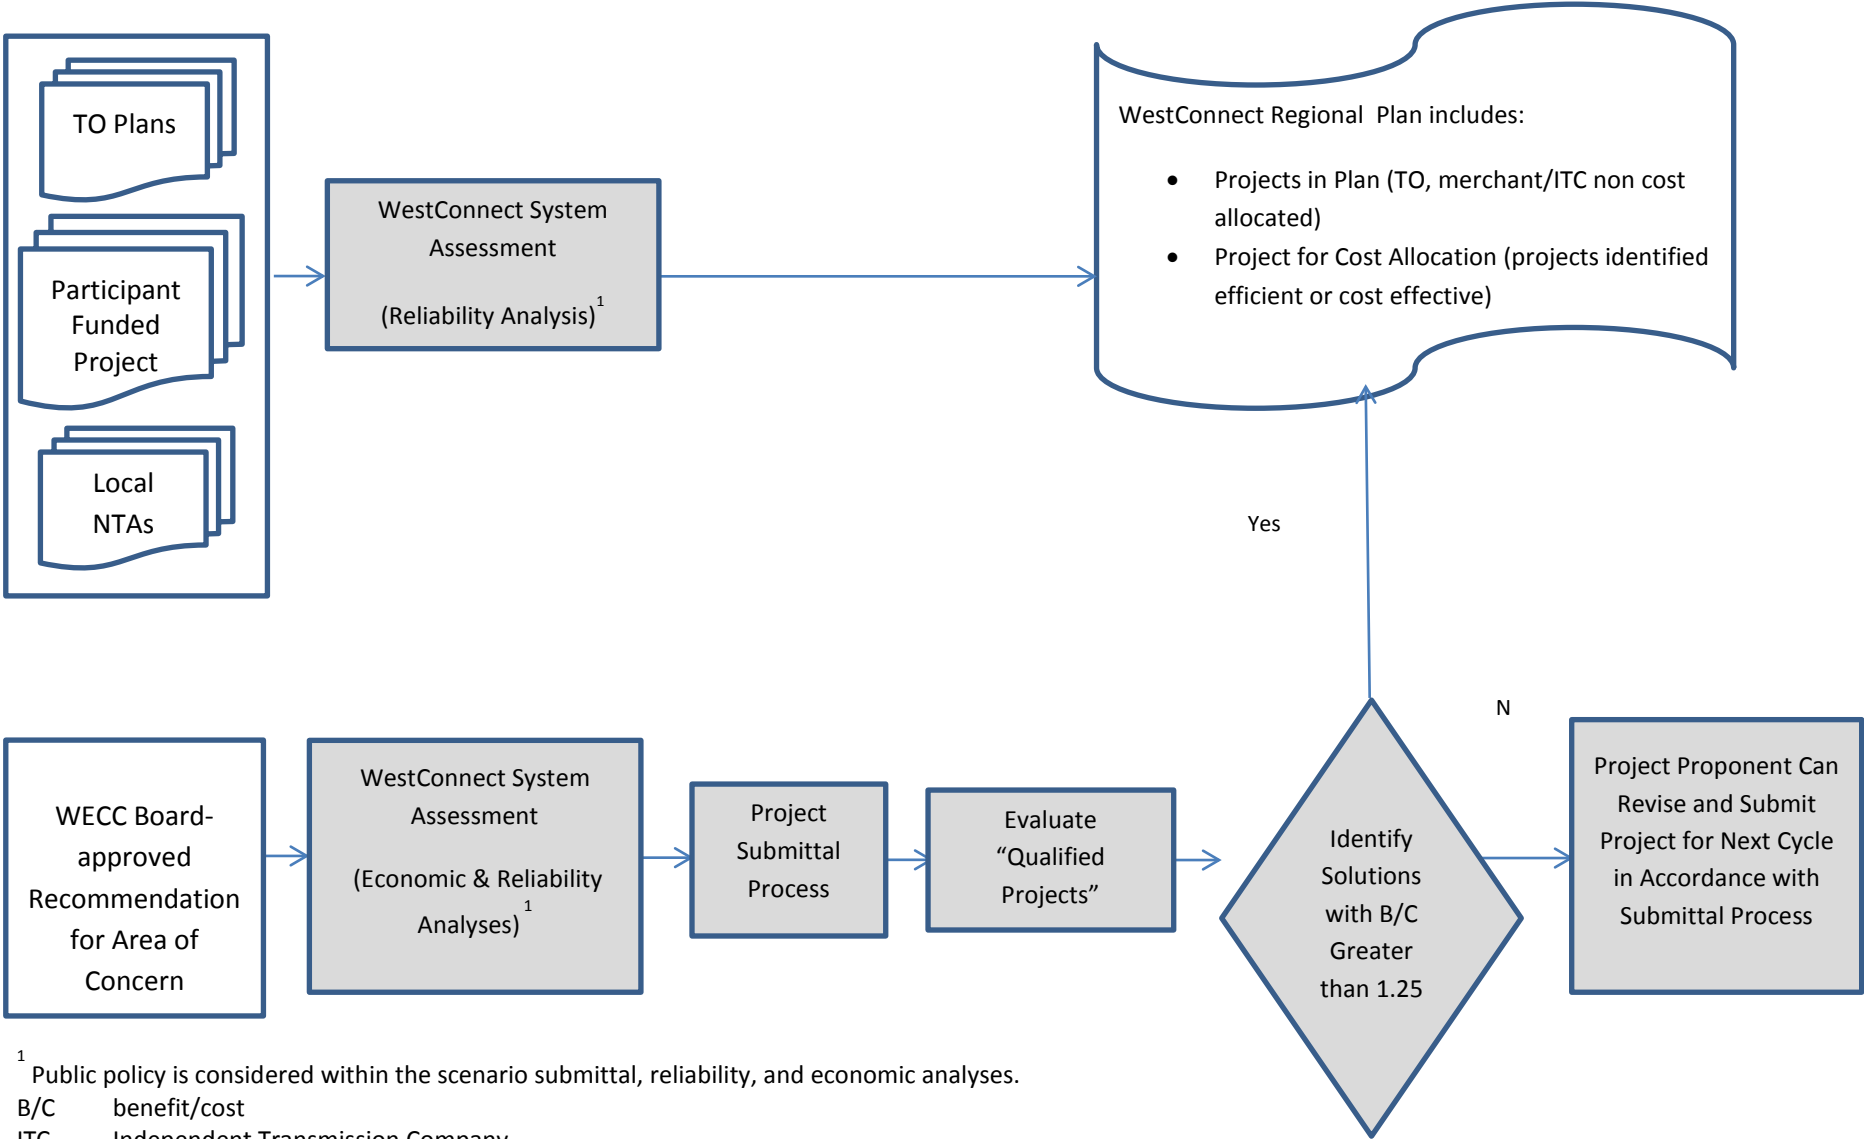 TO Plans
Participant
Funded
Project
Local
NTAs
WestConnect System
Assessment
(Reliability Analysis)1
WestConnect Regional Plan includes:
• Projects in Plan (TO, merchant/ITC non cost
allocated)
• Project for Cost Allocation (projects identified
efficient or cost effective)
Yes
N
WECC Board-
approved
Recommendation
for Area of
Concern
WestConnect System
Assessment
(Economic & Reliability
Analyses)1
Project
Submittal
Process
Evaluate
“Qualified
Projects”
Identify
Solutions
with B/C
Greater
than 1.25
Project Proponent Can
Revise and Submit
Project for Next Cycle
in Accordance with
Submittal Process
1 Public policy is considered within the scenario submittal, reliability, and economic analyses.
B/C benefit/cost
ITC Independent Transmission Company